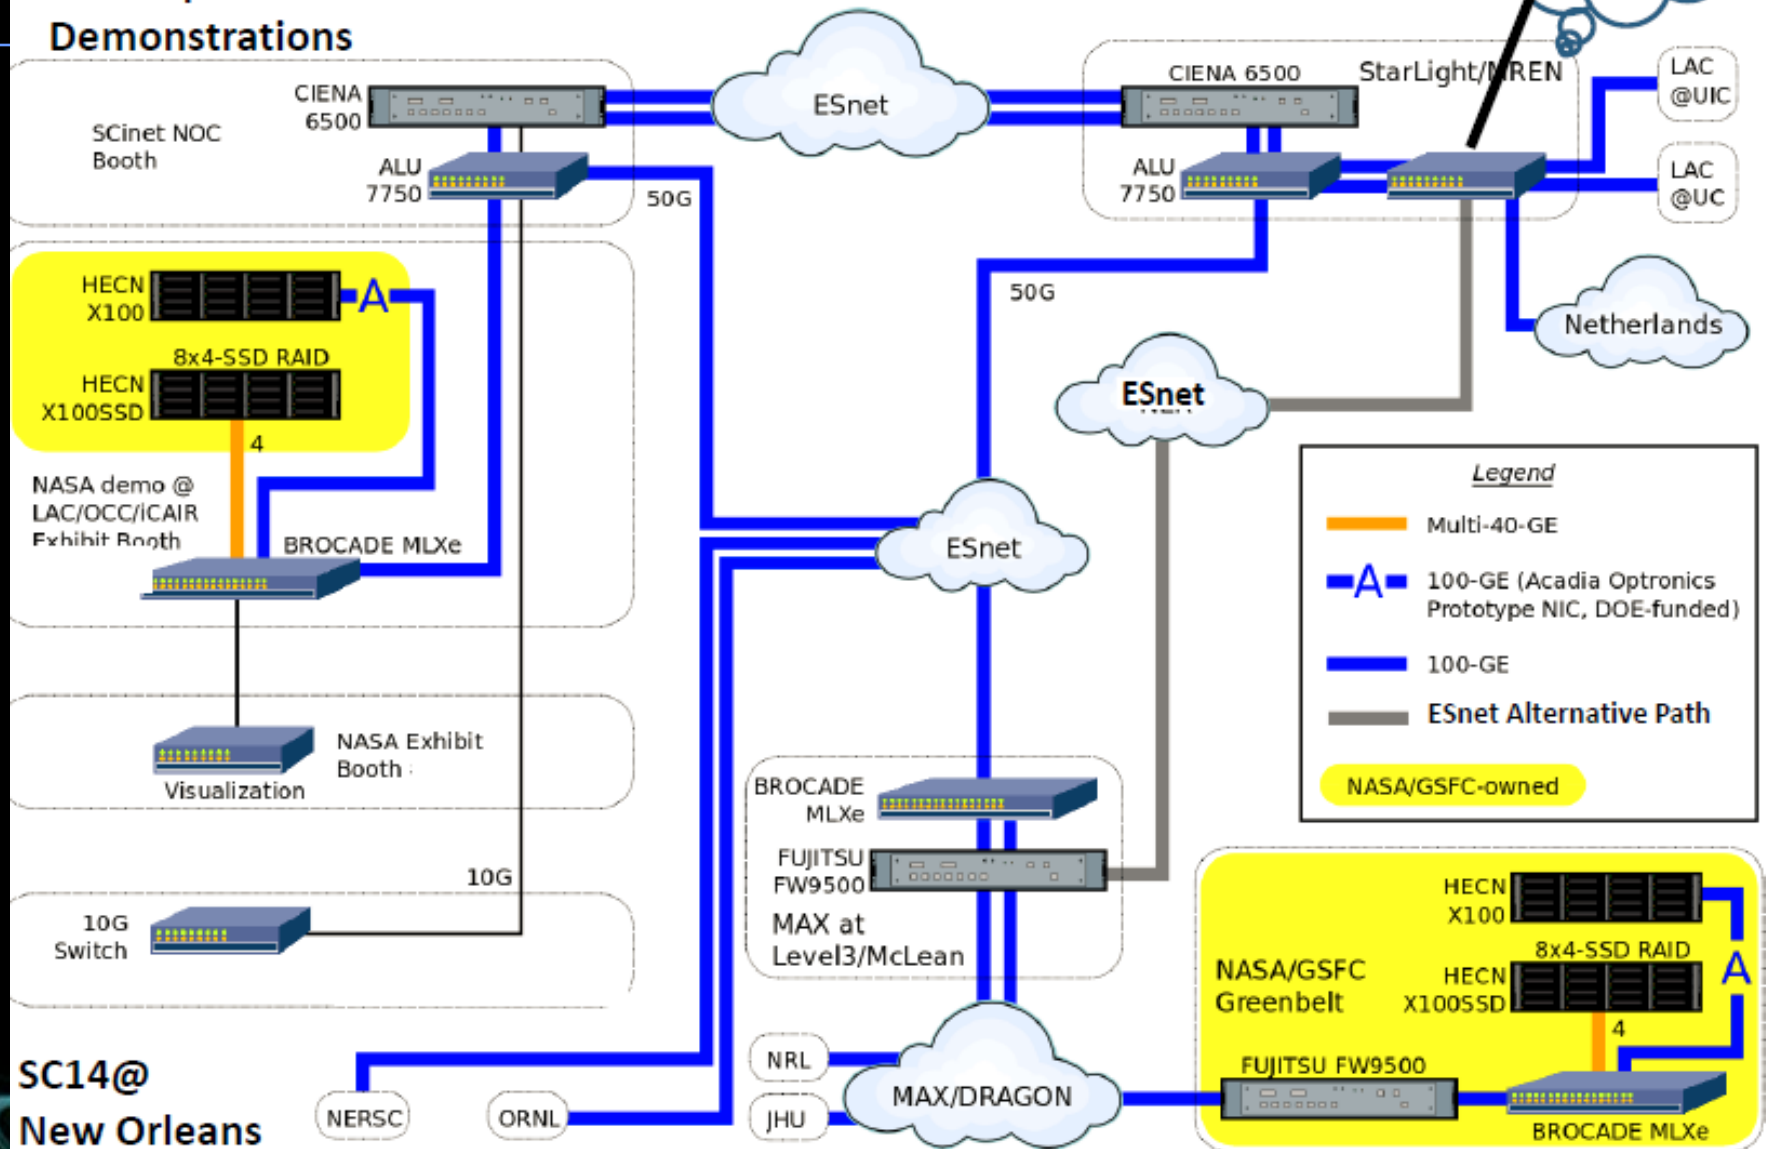 Demonstrations
SCinet NOC
Booth
CIENA
6500
ALU
7750
50G
ESnet
CIENA 6500
StarLight/NREN
ALU
7750
LAC
@UIC
LAC
@UC
50G
Netherlands
HECN
X100
A
8x4-SSD RAID
HECN
X100SSD
4
NASA demo @
LAC/OCC/iCAIR
Exhibit Booth
BROCADE MLXe
ESnet
ESnet
Legend
Multi-40-GE
A
100-GE (Acadia Optronics
Prototype NIC, DOE-funded)
100-GE
ESnet Alternative Path
NASA/GSFC-owned
NASA Exhibit
Booth
Visualization
BROCADE
MLXe
FUJITSU
FW9500
MAX at
Level3/McLean
10G
10G
Switch
HECN
X100
8x4-SSD RAID
A
HECN
X100SSD
4
NASA/GSFC
Greenbelt
FUJITSU FW9500
BROCADE MLXe
NRL
JHU
MAX/DRAGON
NERSC
ORNL
SC14@
New Orleans